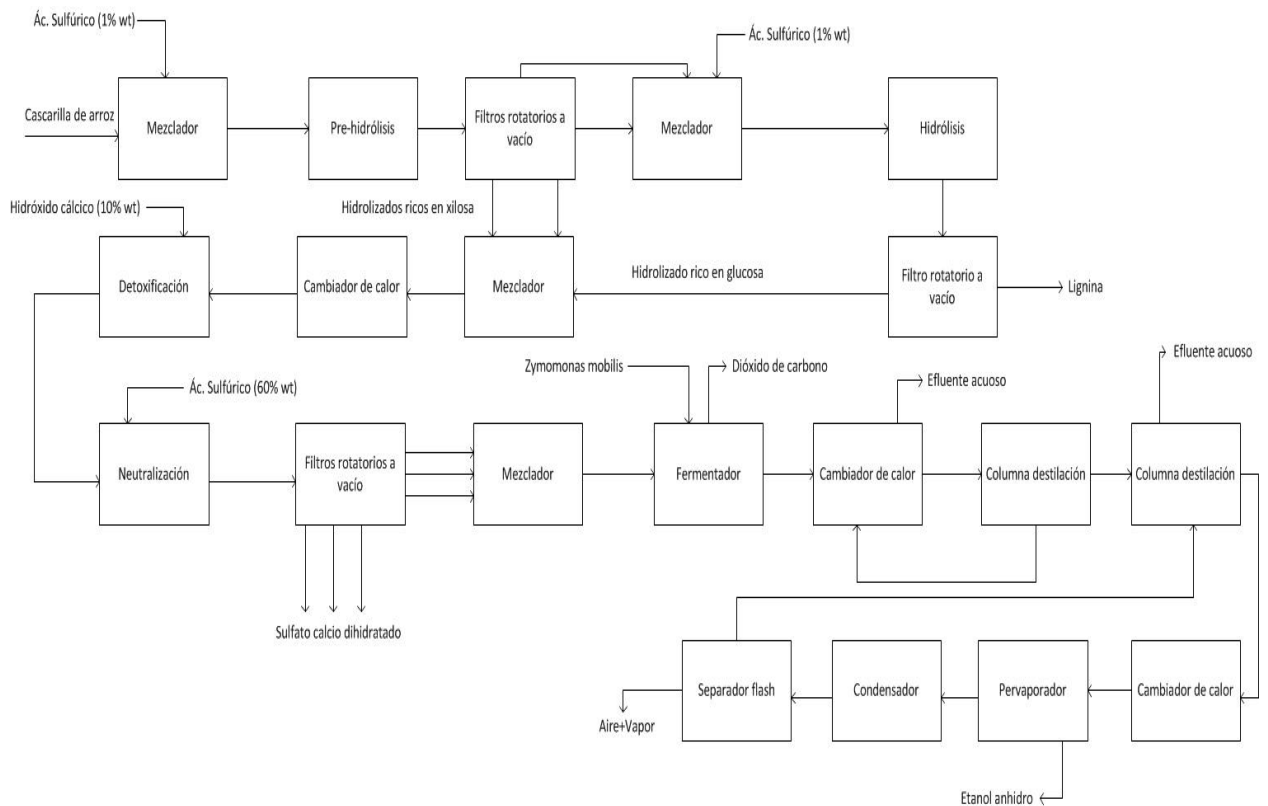 Ác. Sulfúrico (1% wt)
Ác. Sulfúrico (1% wt)
Cascarilla de arroz
Mezclador
Pre-hidrólisis
Filtros rotatorios a
vacío
Mezclador
Hidrólisis
Hidróxido cálcico (10% wt)
Hidrolizados ricos en xilosa
Detoxificación
Cambiador de calor
Mezclador
Hidrolizado rico en glucosa
Filtro rotatorio a
vacío
Lignina
Ác. Sulfúrico (60% wt)
Zymomonas mobilis
Dióxido de carbono
Efluente acuoso
Efluente acuoso
Neutralización
Filtros rotatorios a
vacío
Mezclador
Fermentador
Cambiador de calor
Columna destilación
Columna destilación
Sulfato calcio dihidratado
Separador flash
Condensador
Pervaporador
Cambiador de calor
Aire+Vapor
Etanol anhidro